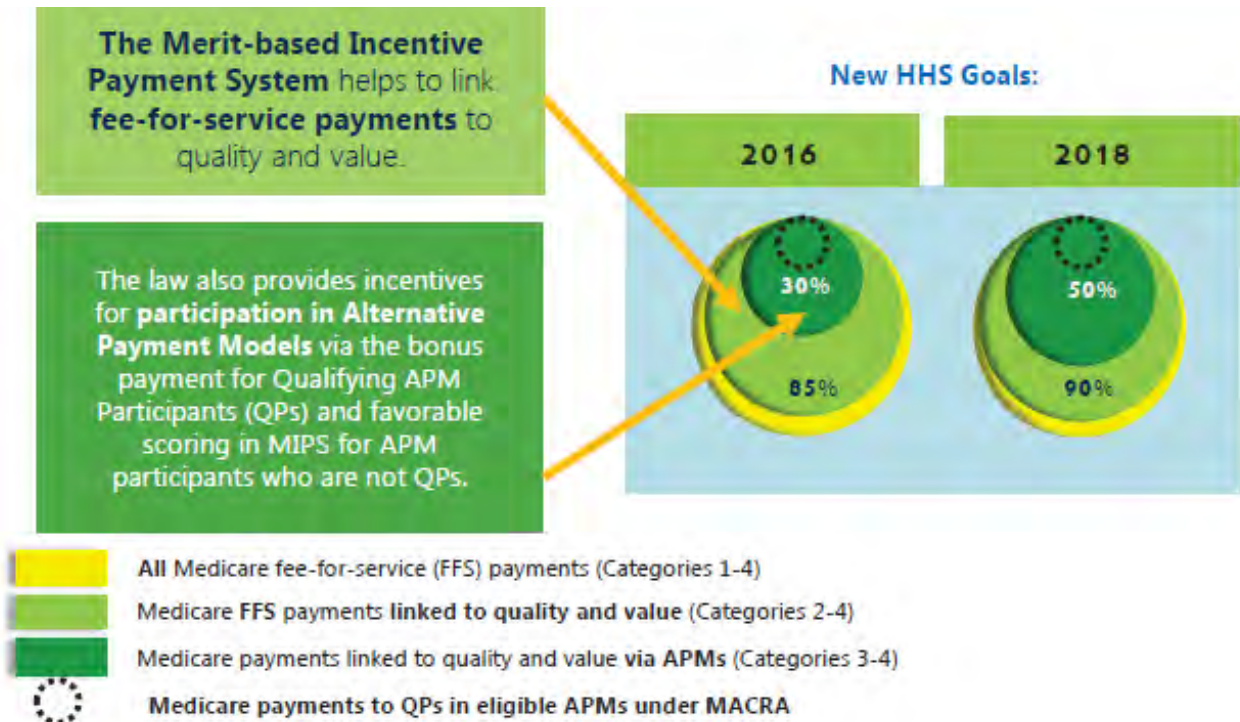 The Merit-based Incentive
Payment System helps to link
fee-for-service payments to
quality and value.
The law also provides incentives
for participation in Alternative
Payment Models via the bonus
payment for Qualifying APM
Participants (QPs) and favorable
scoring in MIPS for APM
participants who are not QPs.
New HHS Goals:
2016
2018
30%
85%
50%
90%
All Medicare fee-for-service (FFS) payments (Categories 1-4)
Medicare FFS payments linked to quality and value (Categories 2-4)
Medicare payments linked to quality and value via APMs (Categories 3-4)
Medicare payments to QPs in eligible APMs under MACRA